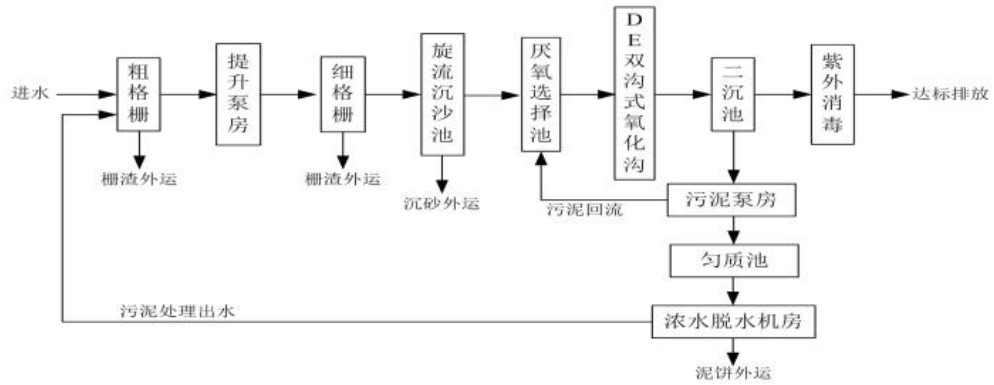 进水
粗格栅
提升泵房
细格栅
旋流沉沙池
厌氧选择池
DE双沟式氧化沟
二沉池
紫外消毒
达标排放
栅渣外运
栅渣外运
沉砂外运
污泥回流
污泥泵房
匀质池
污泥处理出水
浓水脱水机房
泥饼外运